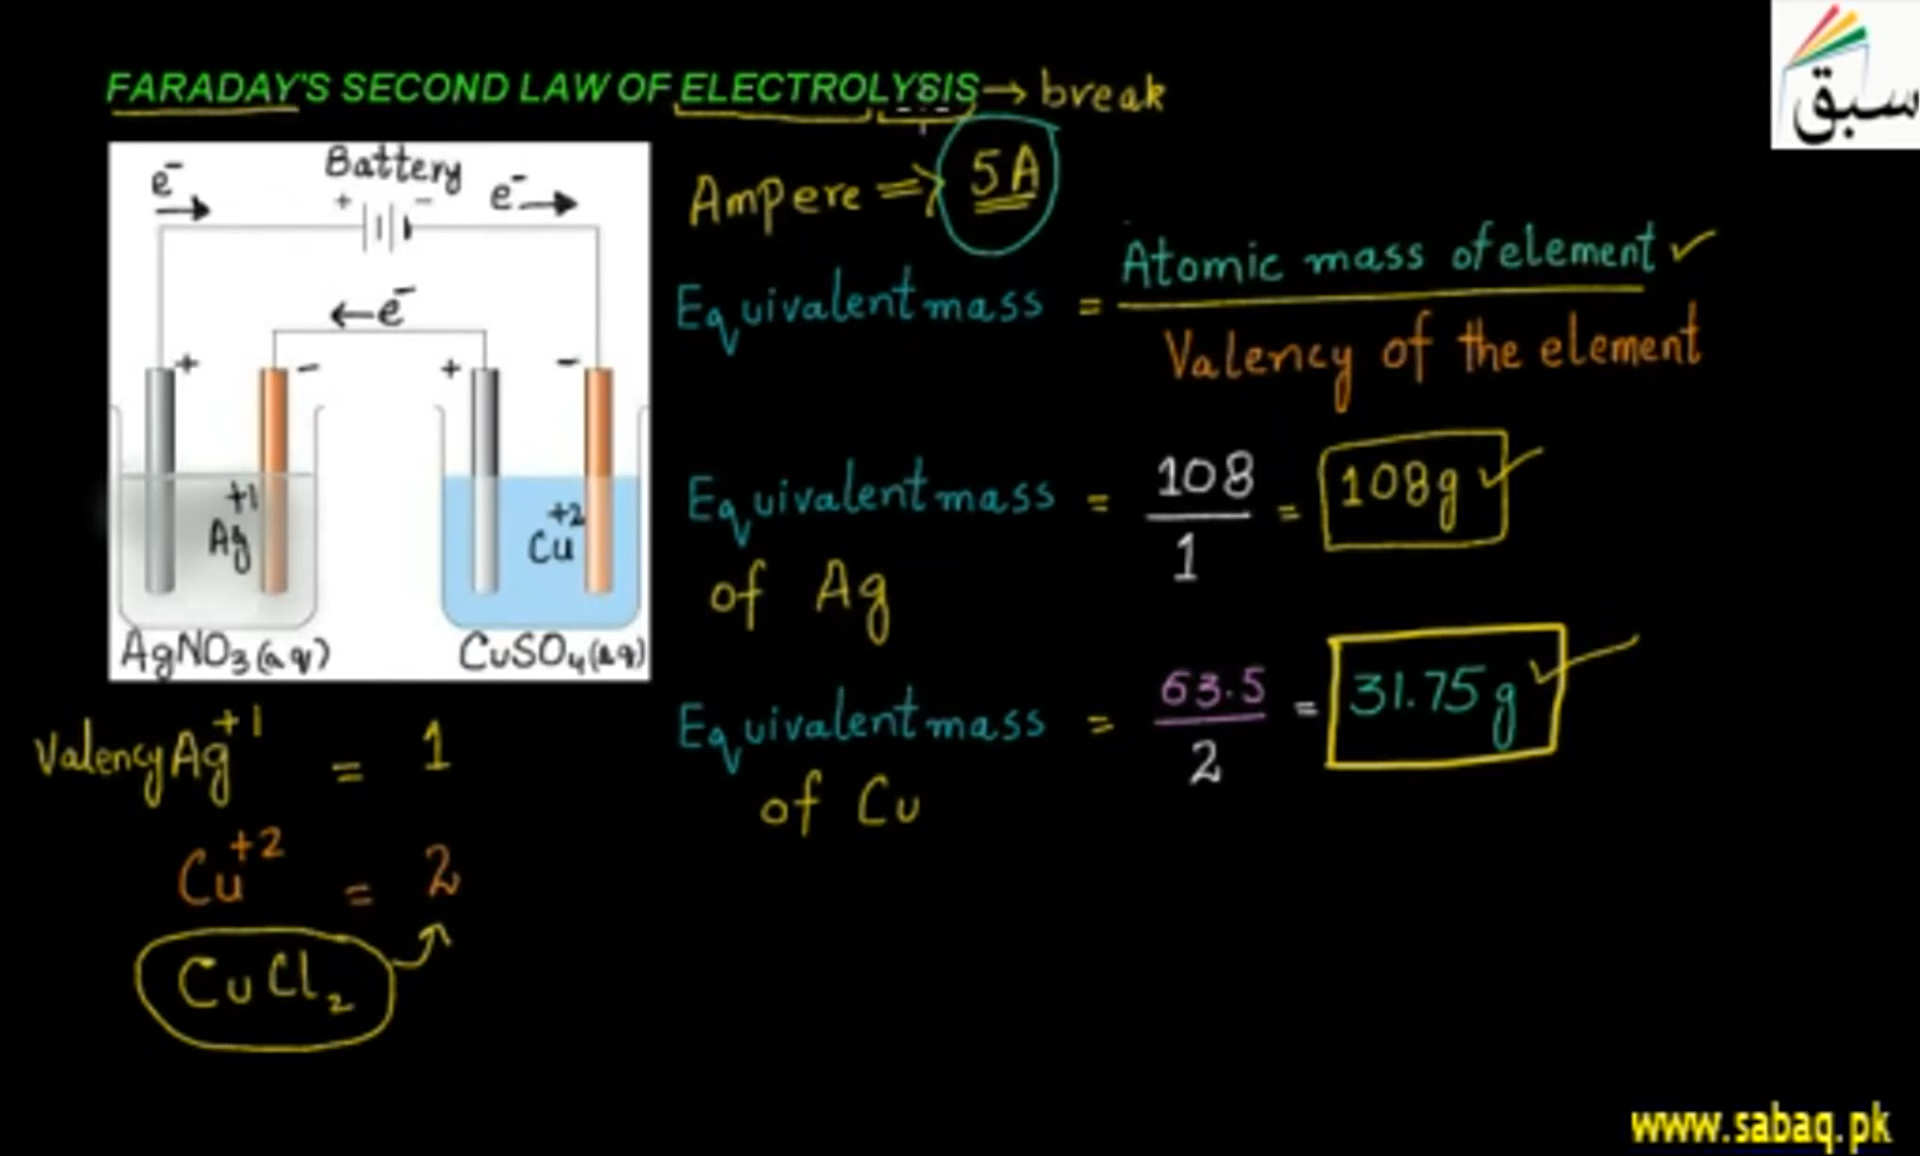 سبق
FARADAY'S SECOND LAW OF ELECTROLYSIS → break
Battery
e⁻ → + - e⁻ →
← e⁻
+ - + -
+1
Ag
+2
Cu
AgNO₃(aq) CuSO₄(aq)
Ampere ⇒ 5A
Equivalent mass = Atomic mass of element ✓
Valency of the element
Equivalent mass = 108 = 108g ✓
1
of Ag
Equivalent mass = 63.5 = 31.75 g ✓
2
of Cu
Valency Ag⁺¹ = 1
Cu⁺² = 2
CuCl₂
www.sabaq.pk